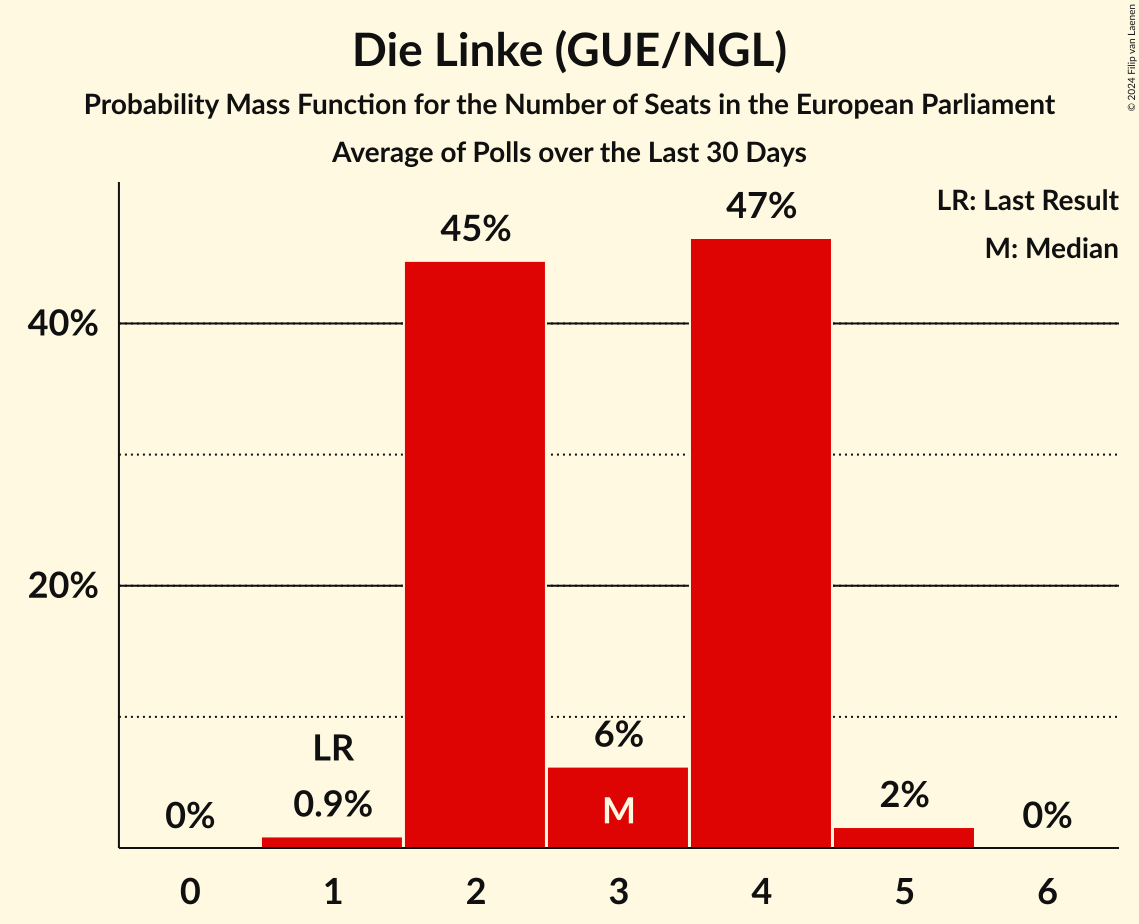 Die Linke (GUE/NGL)
Probability Mass Function for the Number of Seats in the European Parliament
Average of Polls over the Last 30 Days
© 2024 Filip van Laenen
LR: Last Result
M: Median
40%
20%
0%
LR
0.9%
45%
6%
M
47%
2%
0%
0 1 2 3 4 5 6